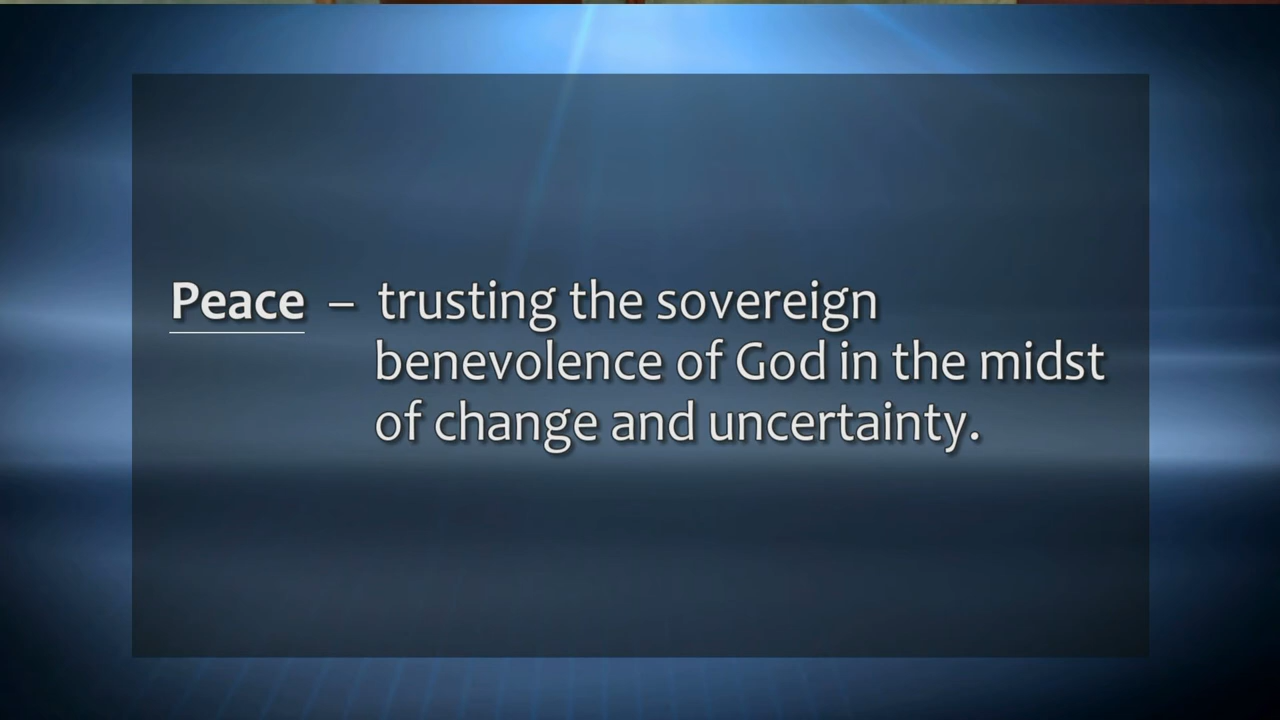 Peace – trusting the sovereign
benevolence of God in the midst
of change and uncertainty.